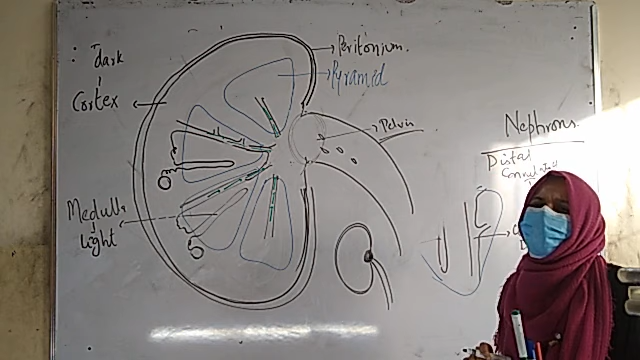 dark
Cortex
Medulla
light
Peritonium.
Pyramid
Pelvis
Nephrons
Distal